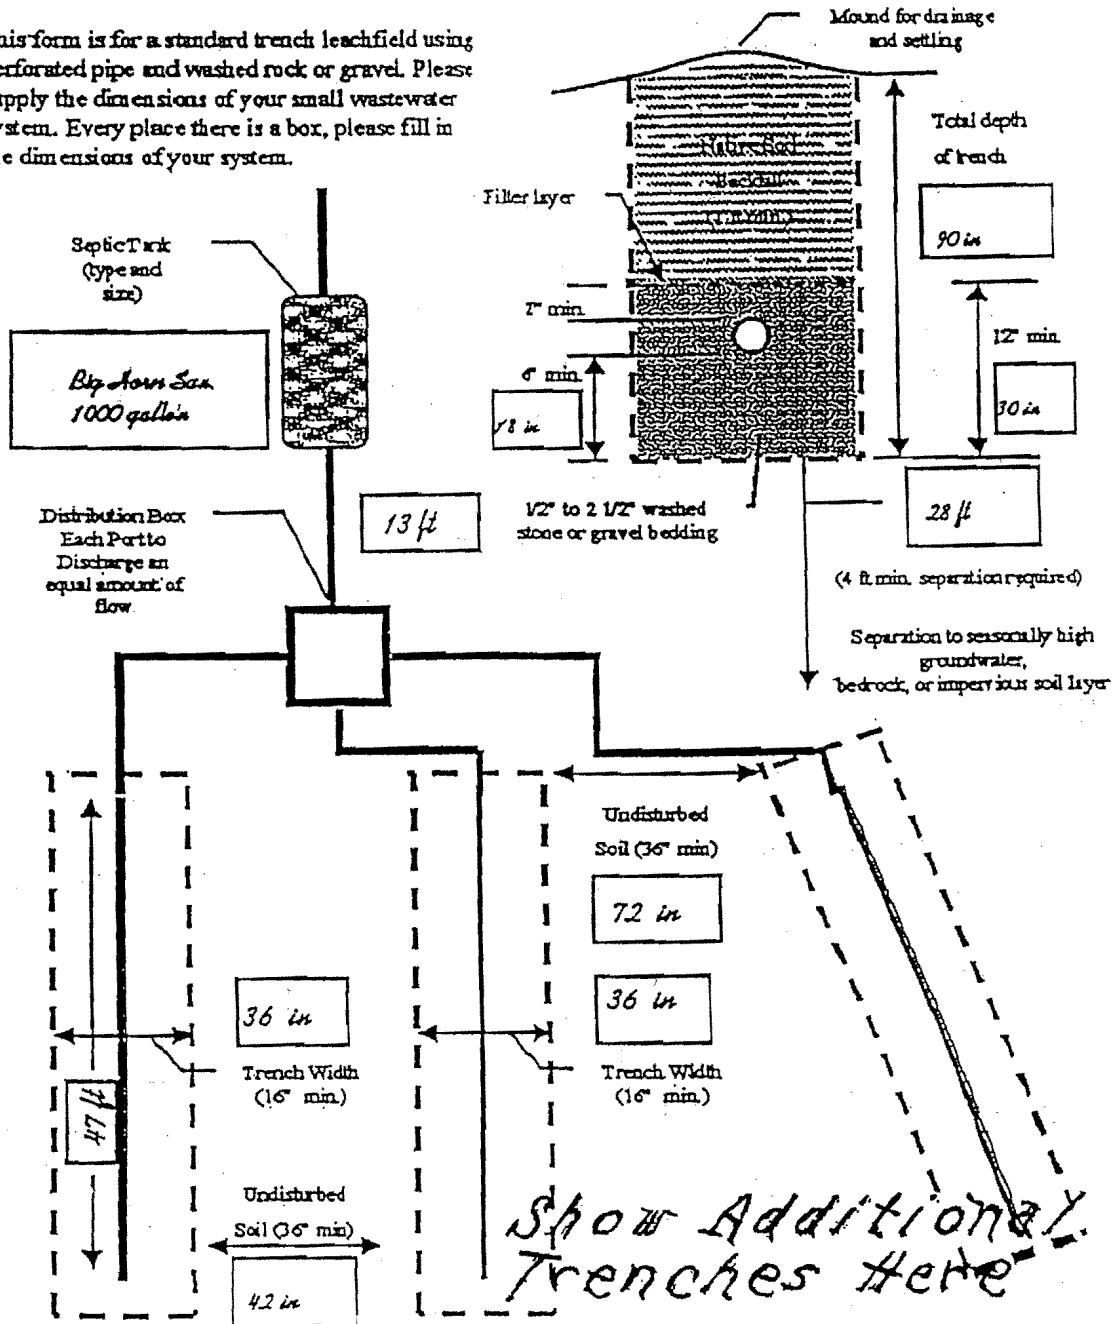 his form is for a standard trench leachfield using
erforated pipe and washed rock or gravel. Please
upply the dimensions of your small wastewater
ystem. Every place there is a box, please fill in
e dimensions of your system.
Mound for drainage
and settling
Total depth
of trench
90 in
Backfill
Filter layer
2" min.
6" min.
18 in
12" min.
30 in
Septic Tank
(type and
size)
Big Horn San
1000 gallon
1/2" to 2 1/2" washed
stone or gravel bedding
28 ft
(4 ft min. separation required)
Separation to seasonally high
groundwater,
bedrock, or impervious soil layer
13 ft
Distribution Box
Each Port to
Discharge an
equal amount of
flow
Undisturbed
Soil (36" min)
72 in
36 in
Trench Width
(16" min.)
36 in
Trench Width
(16" min.)
47 ft
Undisturbed
Soil (36" min)
42 in
Show Additional
Trenches Here